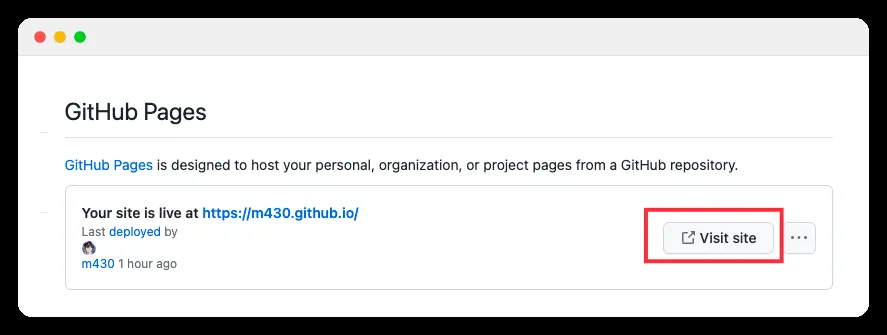 GitHub Pages
GitHub Pages is designed to host your personal, organization, or project pages from a GitHub repository.
Your site is live at https://m430.github.io/
Last deployed by
m430 1 hour ago
Visit site